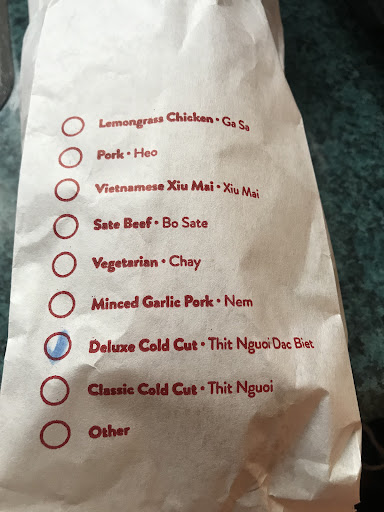 Lemongrass Chicken • Ga Sa
Pork • Heo
Vietnamese Xiu Mai • Xiu Mai
Sate Beef • Bo Sate
Vegetarian • Chay
Minced Garlic Pork • Nem
Deluxe Cold Cut • Thit Nguoi Dac Biet
Classic Cold Cut • Thit Nguoi
Other